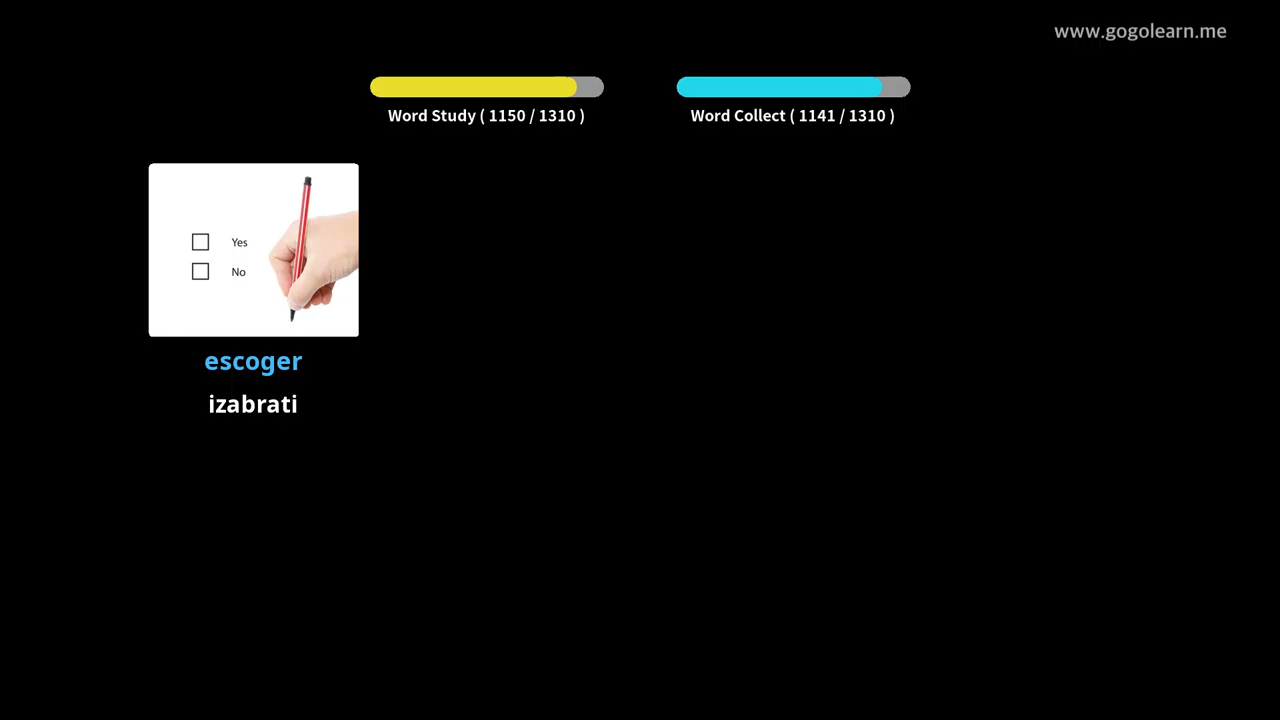 www.gogolearn.me
Word Study ( 1150 / 1310 )
Word Collect ( 1141 / 1310 )
Yes
No
escoger
izabrati